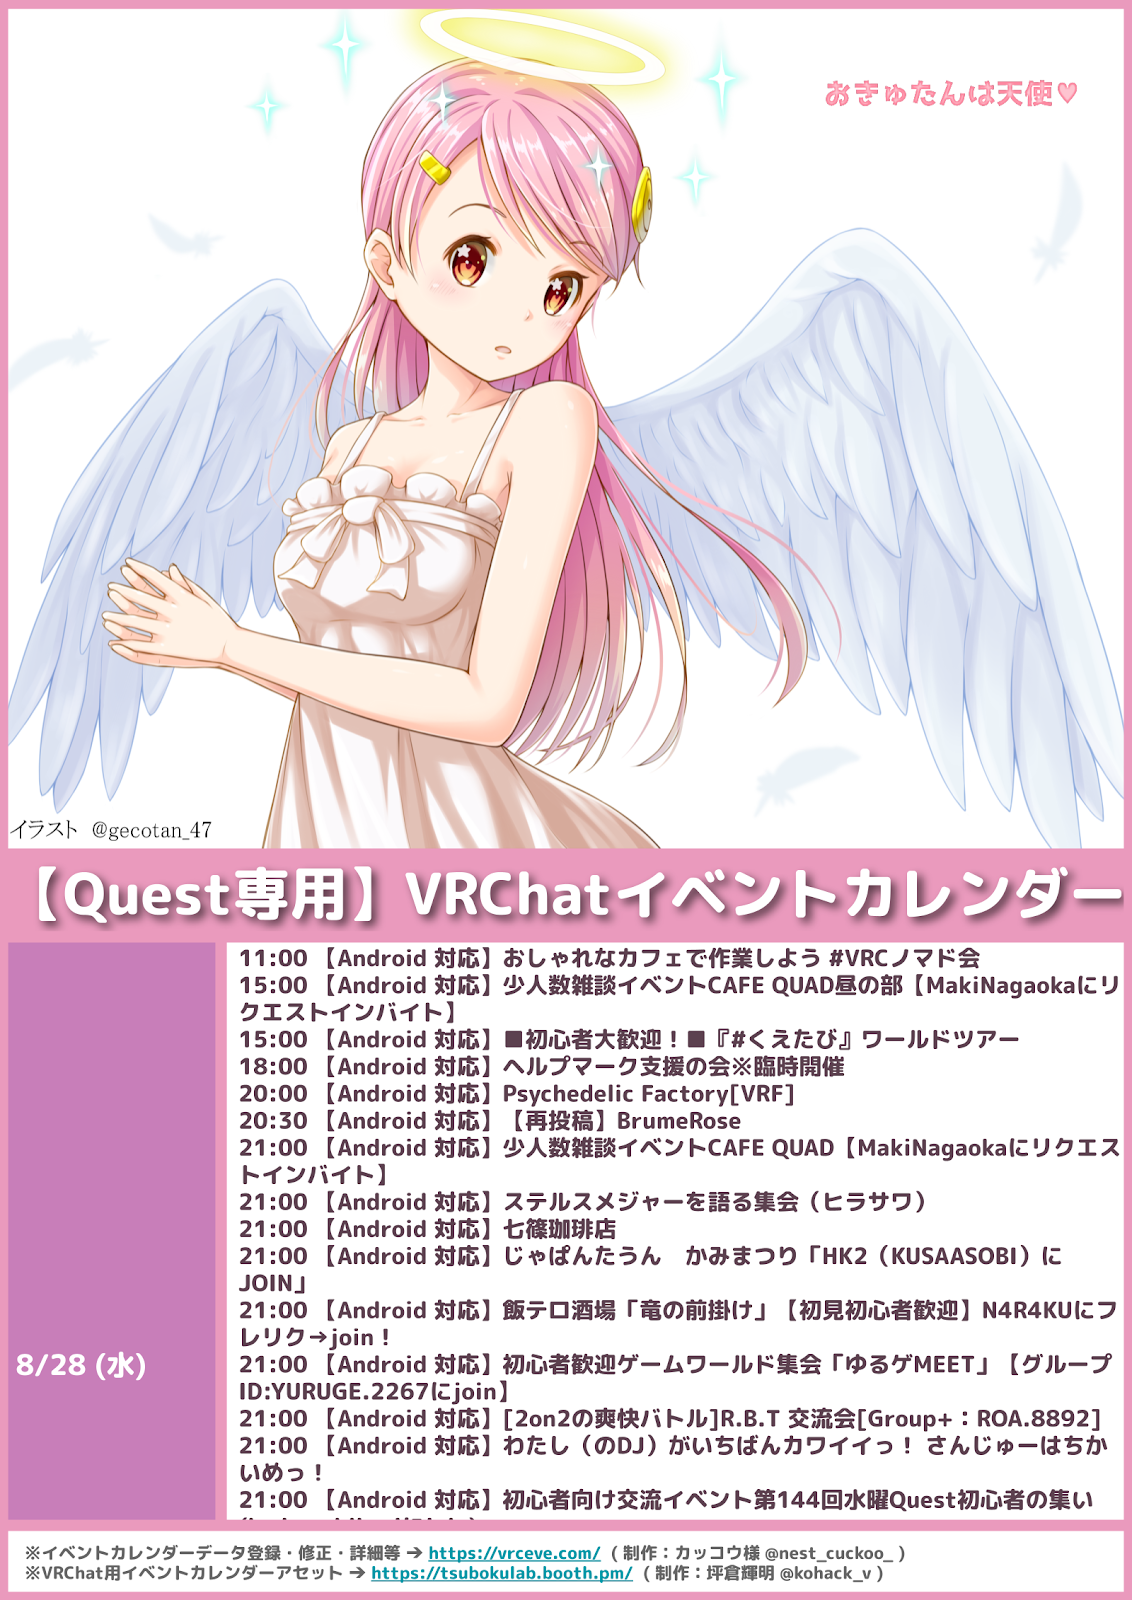 おきゅたんは天使♥
イラスト @gecotan_47
【Quest専用】VRChatイベントカレンダー
8/28 (水)
11:00 【Android 対応】おしゃれなカフェで作業しよう #VRCノマド会
15:00 【Android 対応】少人数雑談イベントCAFE QUAD昼の部【MakiNagaokaにリ
クエストインバイト】
15:00 【Android 対応】■初心者大歓迎！■『#くえたび』ワールドツアー
18:00 【Android 対応】ヘルプマーク支援の会※臨時開催
20:00 【Android 対応】Psychedelic Factory[VRF]
20:30 【Android 対応】【再投稿】BrumeRose
21:00 【Android 対応】少人数雑談イベントCAFE QUAD【MakiNagaokaにリクエス
トインバイト】
21:00 【Android 対応】ステルスメジャーを語る集会（ヒラサワ）
21:00 【Android 対応】七篠珈琲店
21:00 【Android 対応】じゃぱんたうん　かみまつり「HK2（KUSAASOBI）に
JOIN」
21:00 【Android 対応】飯テロ酒場「竜の前掛け」【初見初心者歓迎】N4R4KUにフ
レリク→join！
21:00 【Android 対応】初心者歓迎ゲームワールド集会「ゆるゲMEET」【グループ
ID:YURUGE.2267にjoin】
21:00 【Android 対応】[2on2の爽快バトル]R.B.T 交流会[Group+：ROA.8892]
21:00 【Android 対応】わたし（のDJ）がいちばんカワイイっ！ さんじゅーはちか
いめっ！
21:00 【Android 対応】初心者向け交流イベント第144回水曜Quest初心者の集い
※イベントカレンダーデータ登録・修正・詳細等 → https://vrceve.com/ ( 制作：カッコウ様 @nest_cuckoo_ )
※VRChat用イベントカレンダーアセット → https://tsubokulab.booth.pm/ ( 制作：坪倉輝明 @kohack_v )